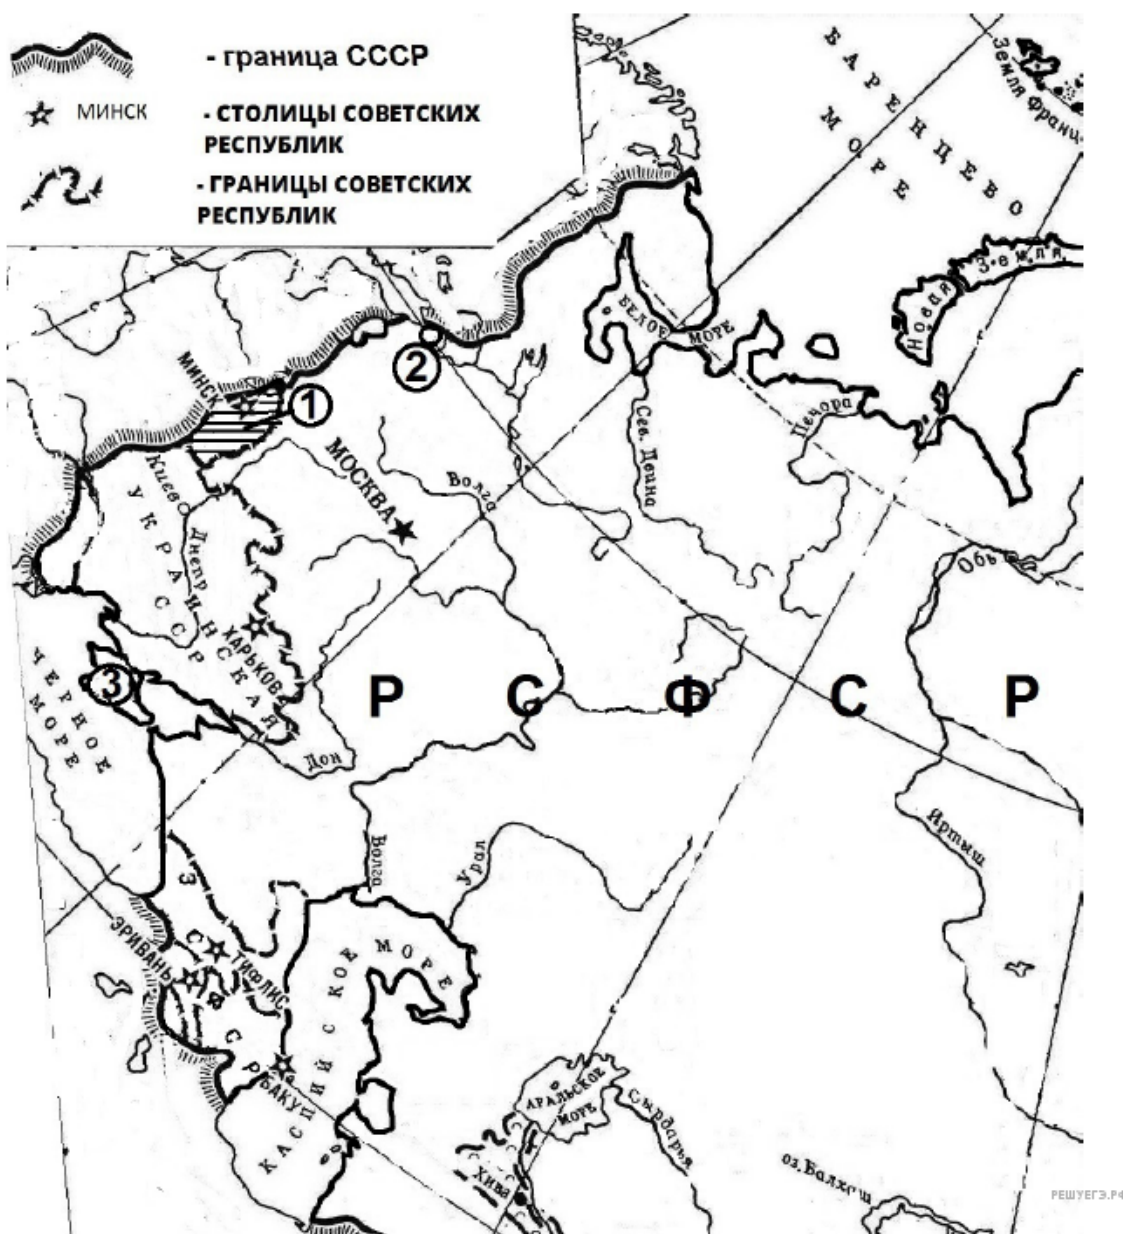 - граница СССР
МИНСК
- СТОЛИЦЫ СОВЕТСКИХ
РЕСПУБЛИК
- ГРАНИЦЫ СОВЕТСКИХ
РЕСПУБЛИК
БАРЕНЦЕВО
МОРЕ
Земля Франц-
Новая
Земля
БЕЛОЕ МОРЕ
2
МИНСК
1
Печора
Сев. Двина
МОСКВА
Волга
Киев
УКРАИНСКАЯ
ССР
Днепр
Обь
ХАРЬКОВ
3
Р С Ф С Р
ЧЕРНОЕ
МОРЕ
Дон
Волга
Урал
Иртыш
З С Ф С Р
ЭРИВАНЬ
ТИФЛИС
БАКУ
КАСПИЙСКОЕ МОРЕ
АРАЛЬСКОЕ
МОРЕ
Сырдарья
Хива
оз.Балхаш
РЕШУЕГЭ.РФ